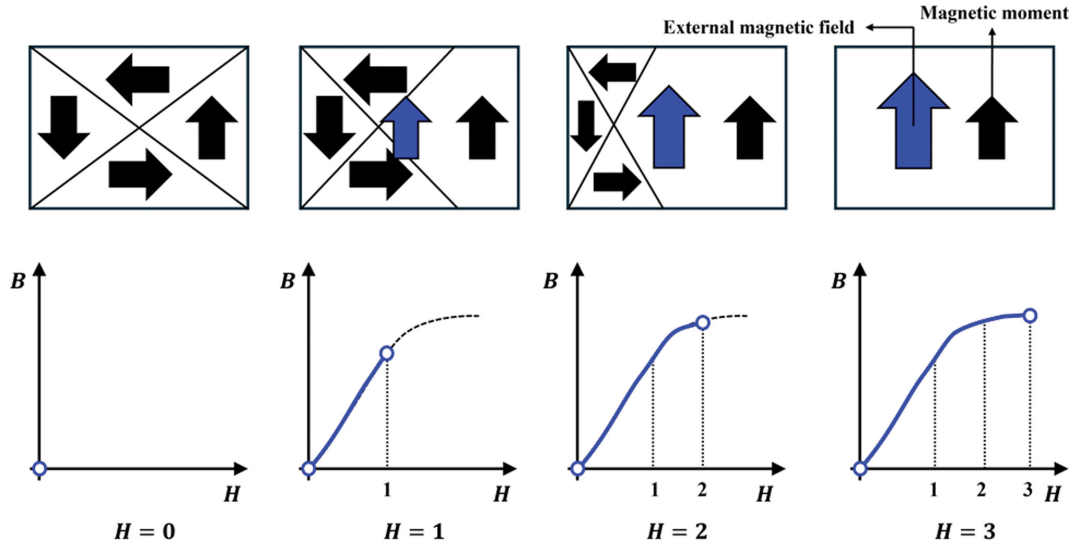 Magnetic moment
External magnetic field
B
H
H = 0
B
1
H
H = 1
B
1
2
H
H = 2
B
1
2
3
H
H = 3